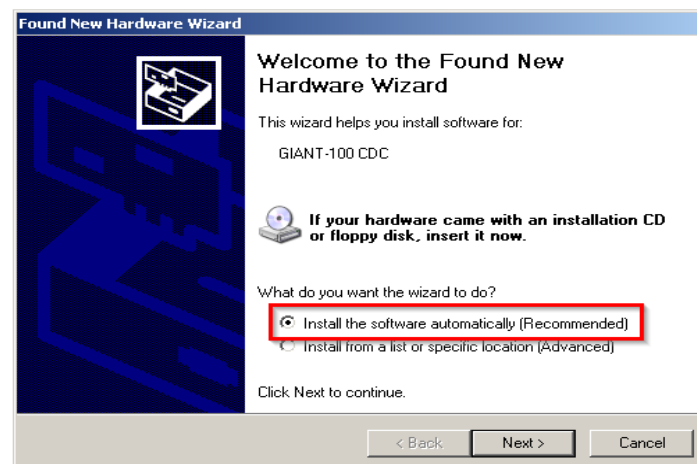 Found New Hardware Wizard
Welcome to the Found New
Hardware Wizard
This wizard helps you install software for:
GIANT-100 CDC
If your hardware came with an installation CD
or floppy disk, insert it now.
What do you want the wizard to do?
Install the software automatically (Recommended)
Install from a list or specific location (Advanced)
Click Next to continue.
< Back Next > Cancel